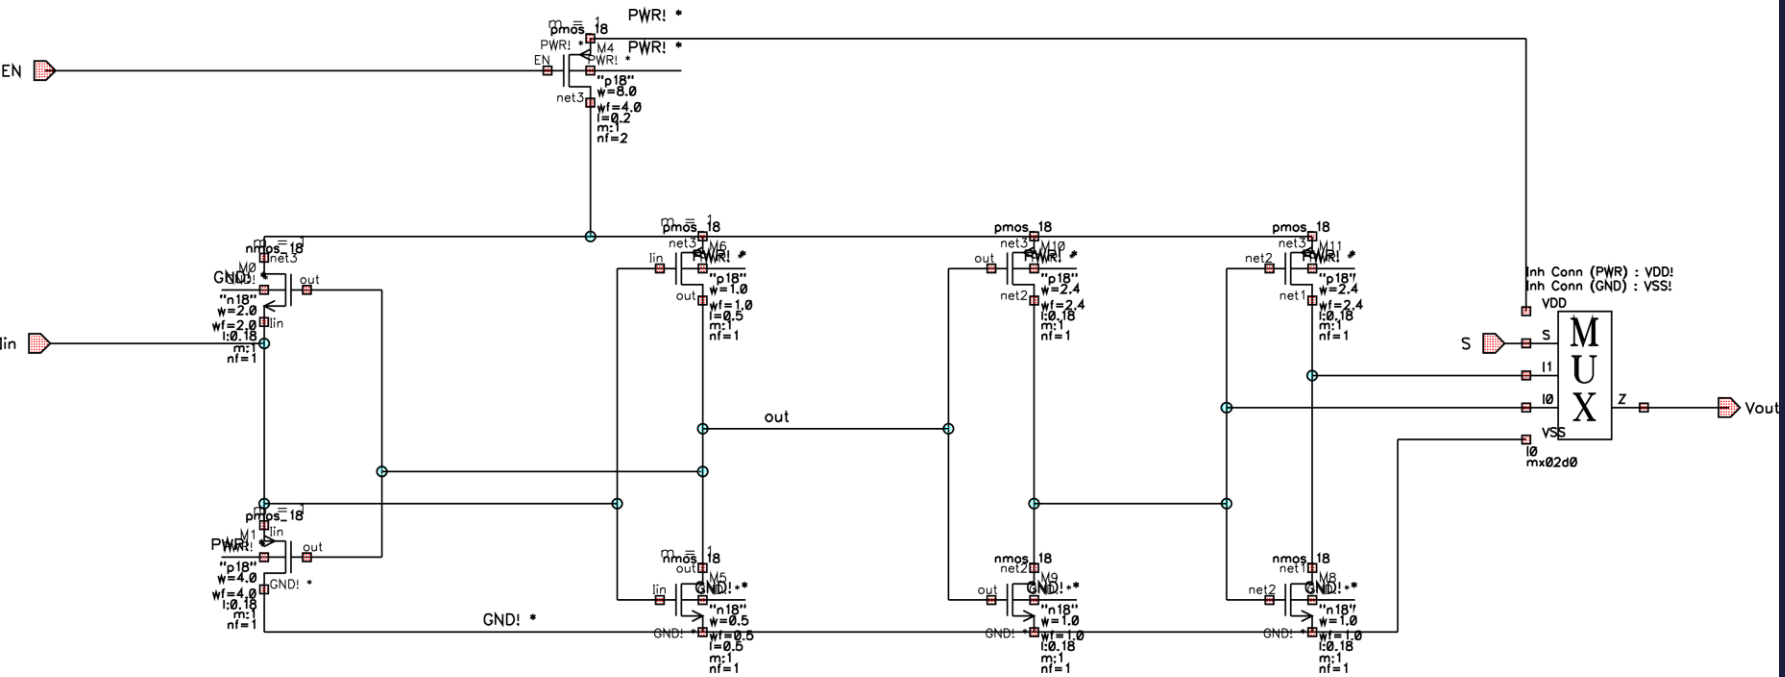 PWR! *
m = 1
pmos_18
PWR! *
M4
PWR! *
EN
EN
PWR! *
"p18"
w=8.0
net3
wf=4.0
l=0.2
m:1
nf=2
m = 1
nmos_18
net3
M0
GND! *
out
"n18"
w=2.0
wf=2.0
lin
l:0.18
m:1
nf=1
m = 1
pmos_18
net3
M6
PWR! *
lin
"p18"
w=1.0
out
wf=1.0
l=0.5
m:1
nf=1
pmos_18
net3
M10
PWR! *
out
"p18"
w=2.4
net2
wf=2.4
l:0.18
m:1
nf=1
pmos_18
net3
M11
PWR! *
net2
"p18"
w=2.4
net1
wf=2.4
l:0.18
m:1
nf=1
Inh Conn (PWR) : VDD!
Inh Conn (GND) : VSS!
VDD
S
S
I1
I0
MUX
Z
Vout
VSS
I0
mx02d0
Iin
out
pmos_18
M1
lin
PWR! *
out
"p18"
w=4.0
GND! *
wf=4.0
l:0.18
m:1
nf=1
GND! *
m = 1
nmos_18
out
M5
GND! *
lin
"n18"
w=0.5
GND! *
wf=0.5
l=0.5
m:1
nf=1
nmos_18
net2
M9
GND! *
out
"n18"
w=1.0
GND! *
wf=1.0
l:0.18
m:1
nf=1
nmos_18
net1
M8
GND! *
net2
"n18"
w=1.0
GND! *
wf=1.0
l:0.18
m:1
nf=1